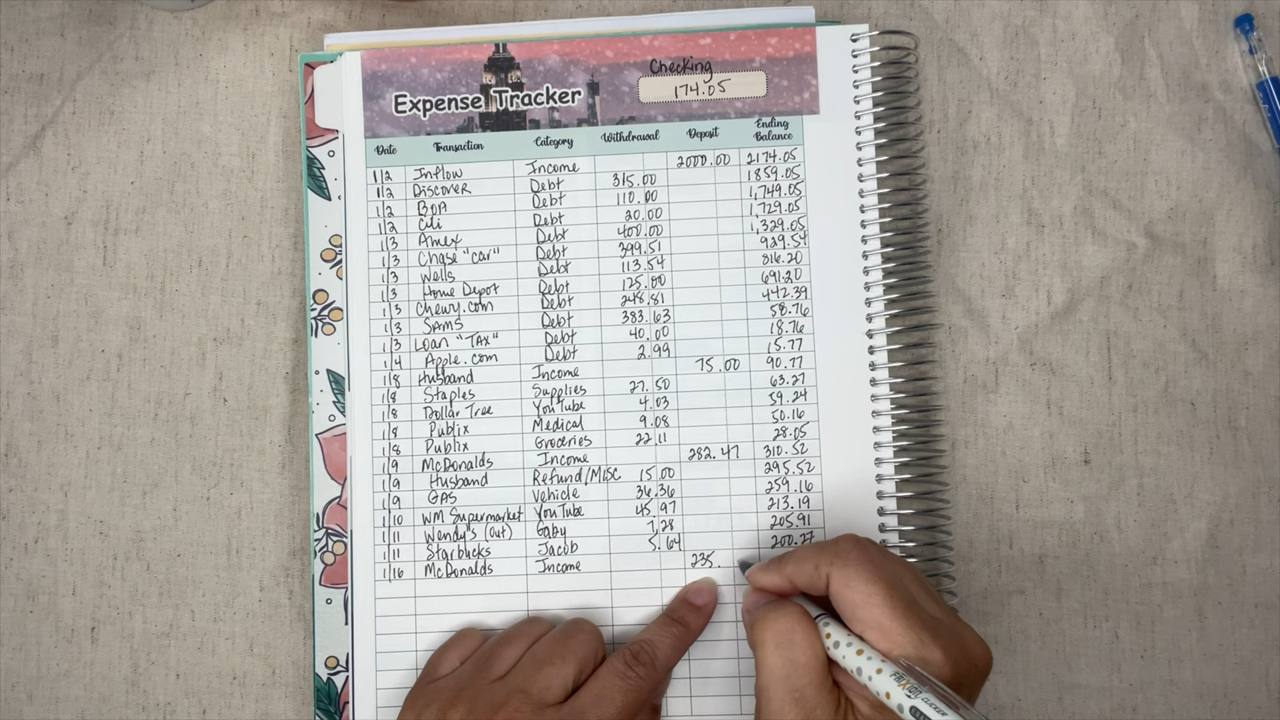 Checking
174.05
Expense Tracker
Date Transaction Category Withdrawal Deposit Ending Balance
1/2 Inflow Income 2000.00 2174.05
1/2 Discover Debt 315.00 1859.05
1/2 BOA Debt 110.00 1,749.05
1/2 Citi Debt 20.00 1,729.05
1/3 Amex Debt 400.00 1,329.05
1/3 Chase "car" Debt 399.51 929.54
1/3 Wells Debt 113.54 816.20
1/3 Home Depot Debt 125.00 691.20
1/3 Chewy.com Debt 248.81 442.39
1/3 SAMS Debt 383.63 58.76
1/3 Loan "TAX" Debt 40.00 18.76
1/4 Apple.com Debt 2.99 15.77
1/8 Husband Income 75.00 90.77
1/8 Staples Supplies 27.50 63.27
1/8 Dollar Tree YouTube 4.03 59.24
1/8 Publix Medical 9.08 50.16
1/8 Publix Groceries 22.11 28.05
1/9 McDonalds Income 282.47 310.52
1/9 Husband Refund/MISC 15.00 295.52
1/9 GAS Vehicle 36.36 259.16
1/10 WM Supermarket YouTube 45.97 213.19
1/11 Wendy's (out) Gaby 7.28 205.91
1/11 Starbucks Jacob 5.64 200.27
1/16 McDonalds Income 235.
FRIXION CLICKER